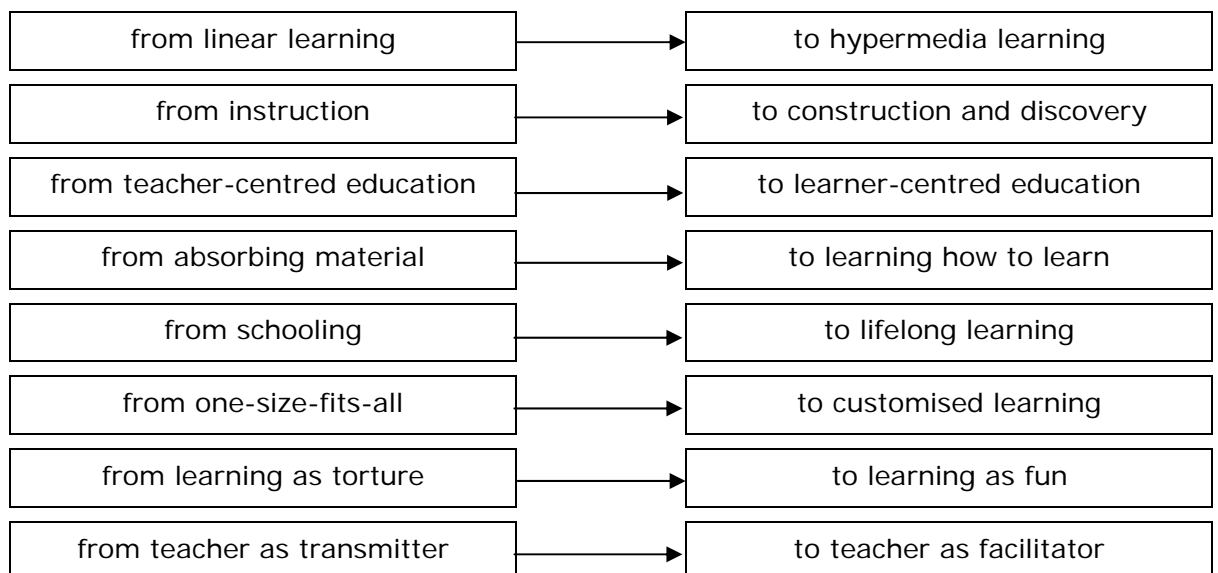 from linear learning to hypermedia learning
from instruction to construction and discovery
from teacher-centred education to learner-centred education
from absorbing material to learning how to learn
from schooling to lifelong learning
from one-size-fits-all to customised learning
from learning as torture to learning as fun
from teacher as transmitter to teacher as facilitator